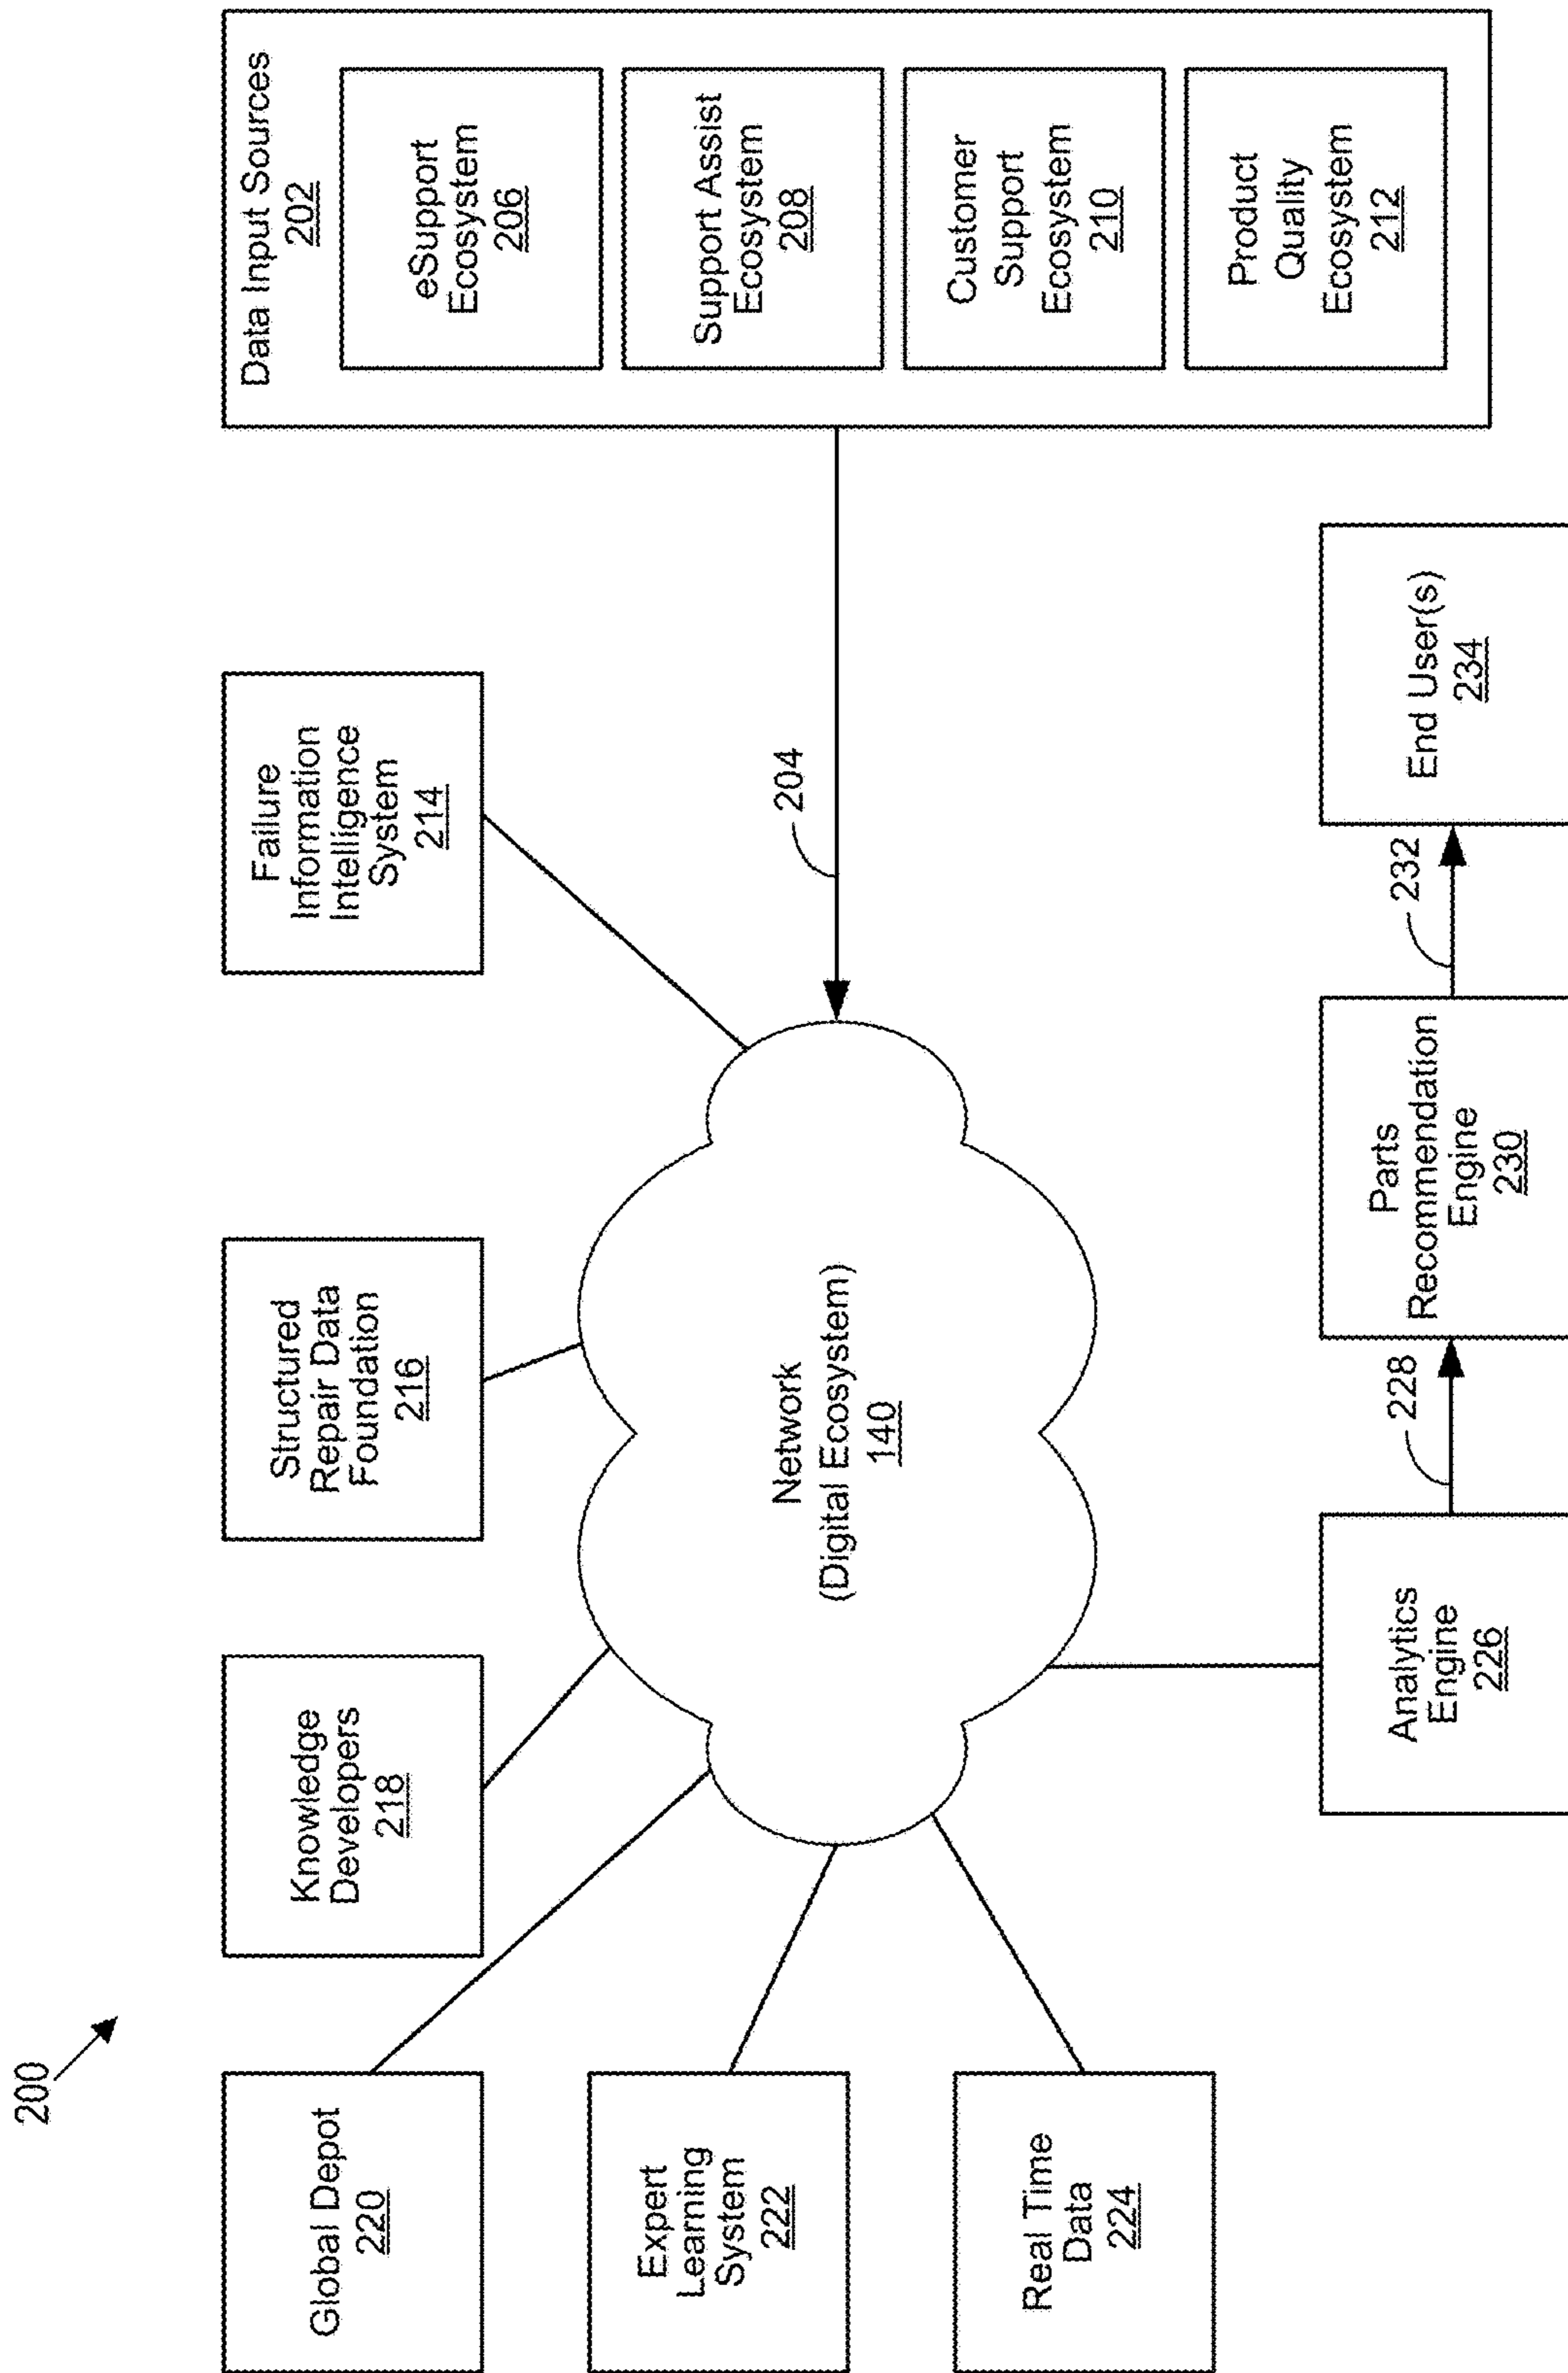 200
Global Depot
220
Knowledge
Developers
218
Structured
Repair Data
Foundation
216
Failure
Information
Intelligence
System
214
Data Input Sources
202
eSupport
Ecosystem
206
Support Assist
Ecosystem
208
Customer
Support
Ecosystem
210
Product
Quality
Ecosystem
212
204
Expert
Learning
System
222
Network
(Digital Ecosystem)
140
Real Time
Data
224
Analytics
Engine
226
228
Parts
Recommendation
Engine
230
232
End User(s)
234